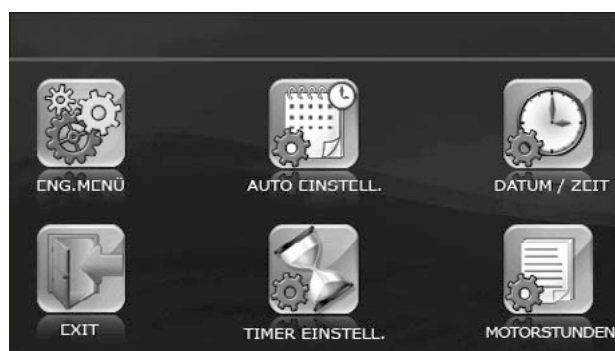 ENG.MENÜ
AUTO EINSTELL.
DATUM / ZEIT
EXIT
TIMER EINSTELL.
MOTORSTUNDEN